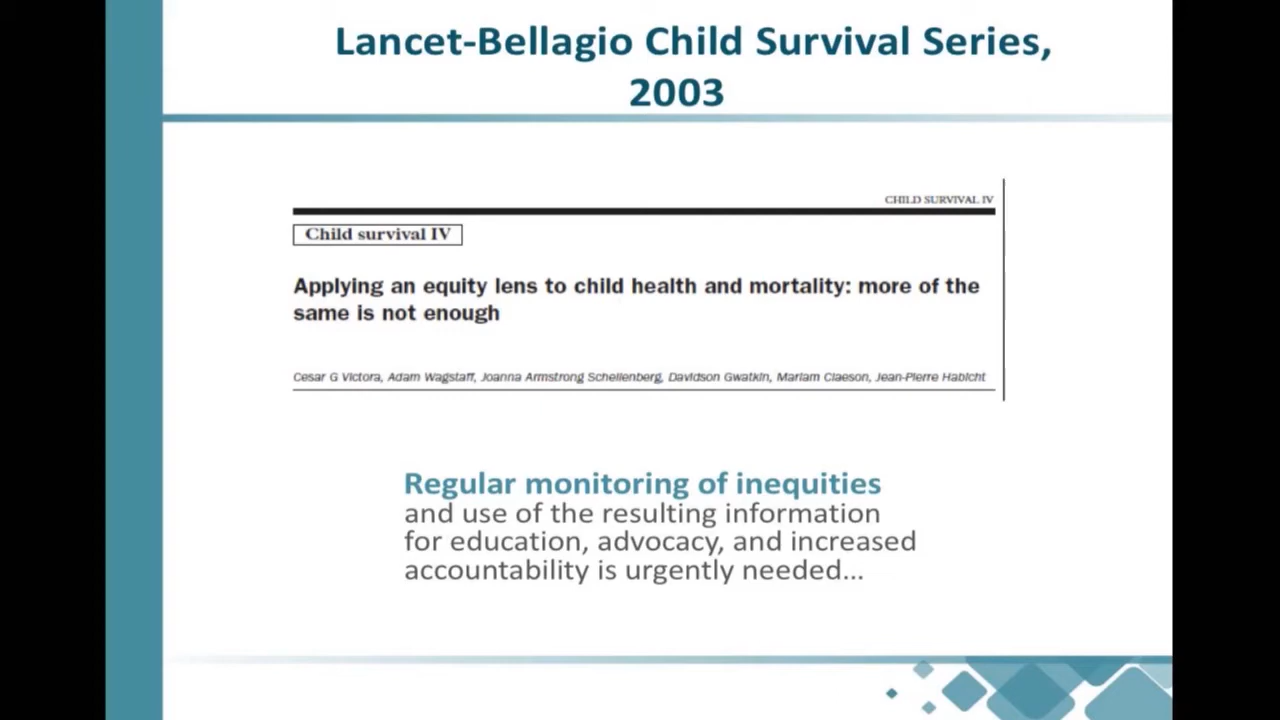 Lancet-Bellagio Child Survival Series,
2003
CHILD SURVIVAL IV
Child survival IV
Applying an equity lens to child health and mortality: more of the
same is not enough
Cesar G Victora, Adam Wagstaff, Joanna Armstrong Schellenberg, Davidson Gwatkin, Mariam Claeson, Jean-Pierre Habicht
Regular monitoring of inequities
and use of the resulting information
for education, advocacy, and increased
accountability is urgently needed...